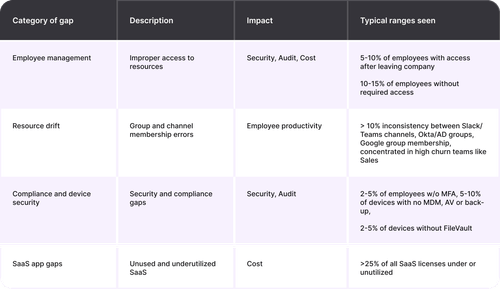 Category of gap
Description
Impact
Typical ranges seen
Employee management
Improper access to
resources
Security, Audit, Cost
5-10% of employees with access
after leaving company
10-15% of employees without
required access
Resource drift
Group and channel
membership errors
Employee productivity
> 10% inconsistency between Slack/
Teams channels, Okta/AD groups,
Google group membership,
concentrated in high churn teams like
Sales
Compliance and device
security
Security and compliance
gaps
Security, Audit
2-5% of employees w/o MFA, 5-10%
of devices with no MDM, AV or back-
up,
2-5% of devices without FileVault
SaaS app gaps
Unused and underutilized
SaaS
Cost
>25% of all SaaS licenses under or
unutilized